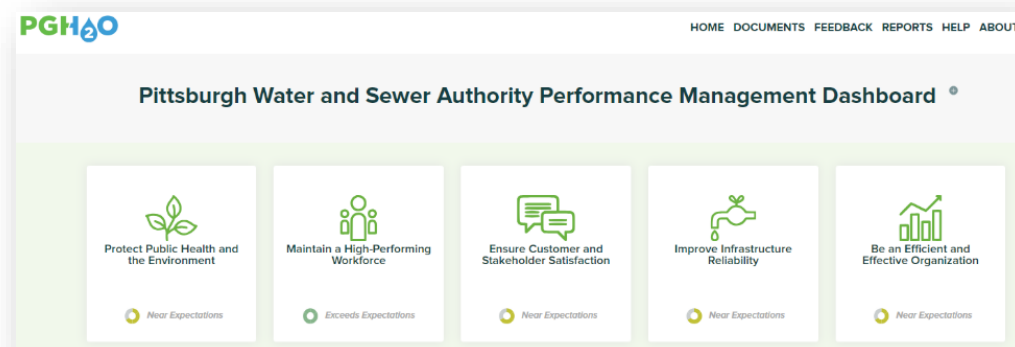 PGH2O
HOME DOCUMENTS FEEDBACK REPORTS HELP ABOUT
Pittsburgh Water and Sewer Authority Performance Management Dashboard
Protect Public Health and
the Environment
Near Expectations
Maintain a High-Performing
Workforce
Exceeds Expectations
Ensure Customer and
Stakeholder Satisfaction
Near Expectations
Improve Infrastructure
Reliability
Near Expectations
Be an Efficient and
Effective Organization
Near Expectations